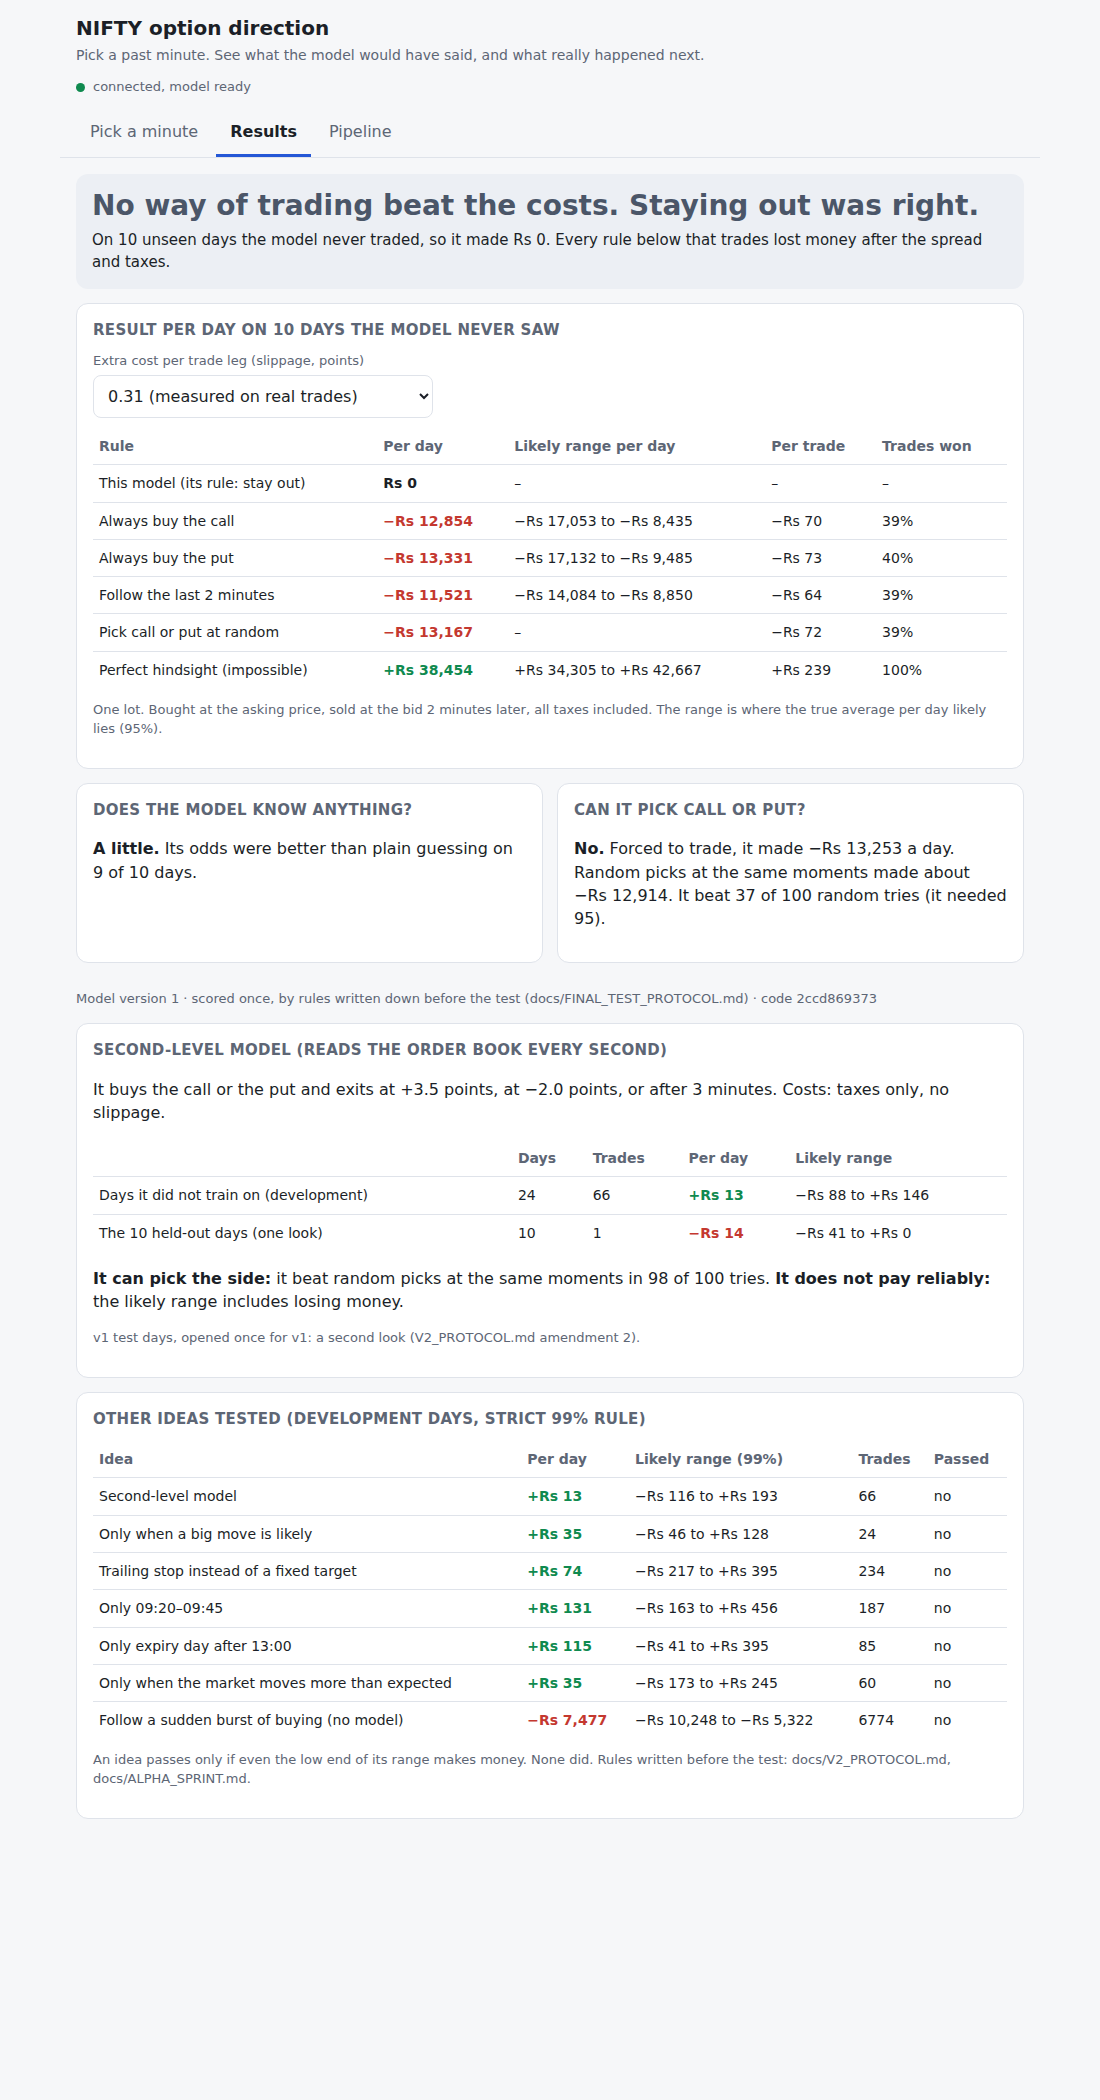 NIFTY option direction
Pick a past minute. See what the model would have said, and what really happened next.
connected, model ready
Pick a minute Results Pipeline
No way of trading beat the costs. Staying out was right.
On 10 unseen days the model never traded, so it made Rs 0. Every rule below that trades lost money after the spread
and taxes.
RESULT PER DAY ON 10 DAYS THE MODEL NEVER SAW
Extra cost per trade leg (slippage, points)
0.31 (measured on real trades)
Rule Per day Likely range per day Per trade Trades won
This model (its rule: stay out) Rs 0 – – –
Always buy the call −Rs 12,854 −Rs 17,053 to −Rs 8,435 −Rs 70 39%
Always buy the put −Rs 13,331 −Rs 17,132 to −Rs 9,485 −Rs 73 40%
Follow the last 2 minutes −Rs 11,521 −Rs 14,084 to −Rs 8,850 −Rs 64 39%
Pick call or put at random −Rs 13,167 – −Rs 72 39%
Perfect hindsight (impossible) +Rs 38,454 +Rs 34,305 to +Rs 42,667 +Rs 239 100%
One lot. Bought at the asking price, sold at the bid 2 minutes later, all taxes included. The range is where the true average per day likely
lies (95%).
DOES THE MODEL KNOW ANYTHING?
A little. Its odds were better than plain guessing on
9 of 10 days.
CAN IT PICK CALL OR PUT?
No. Forced to trade, it made −Rs 13,253 a day.
Random picks at the same moments made about
−Rs 12,914. It beat 37 of 100 random tries (it needed
95).
Model version 1 · scored once, by rules written down before the test (docs/FINAL_TEST_PROTOCOL.md) · code 2ccd869373
SECOND-LEVEL MODEL (READS THE ORDER BOOK EVERY SECOND)
It buys the call or the put and exits at +3.5 points, at −2.0 points, or after 3 minutes. Costs: taxes only, no
slippage.
Days Trades Per day Likely range
Days it did not train on (development) 24 66 +Rs 13 −Rs 88 to +Rs 146
The 10 held-out days (one look) 10 1 −Rs 14 −Rs 41 to +Rs 0
It can pick the side: it beat random picks at the same moments in 98 of 100 tries. It does not pay reliably:
the likely range includes losing money.
v1 test days, opened once for v1: a second look (V2_PROTOCOL.md amendment 2).
OTHER IDEAS TESTED (DEVELOPMENT DAYS, STRICT 99% RULE)
Idea Per day Likely range (99%) Trades Passed
Second-level model +Rs 13 −Rs 116 to +Rs 193 66 no
Only when a big move is likely +Rs 35 −Rs 46 to +Rs 128 24 no
Trailing stop instead of a fixed target +Rs 74 −Rs 217 to +Rs 395 234 no
Only 09:20–09:45 +Rs 131 −Rs 163 to +Rs 456 187 no
Only expiry day after 13:00 +Rs 115 −Rs 41 to +Rs 395 85 no
Only when the market moves more than expected +Rs 35 −Rs 173 to +Rs 245 60 no
Follow a sudden burst of buying (no model) −Rs 7,477 −Rs 10,248 to −Rs 5,322 6774 no
An idea passes only if even the low end of its range makes money. None did. Rules written before the test: docs/V2_PROTOCOL.md,
docs/ALPHA_SPRINT.md.